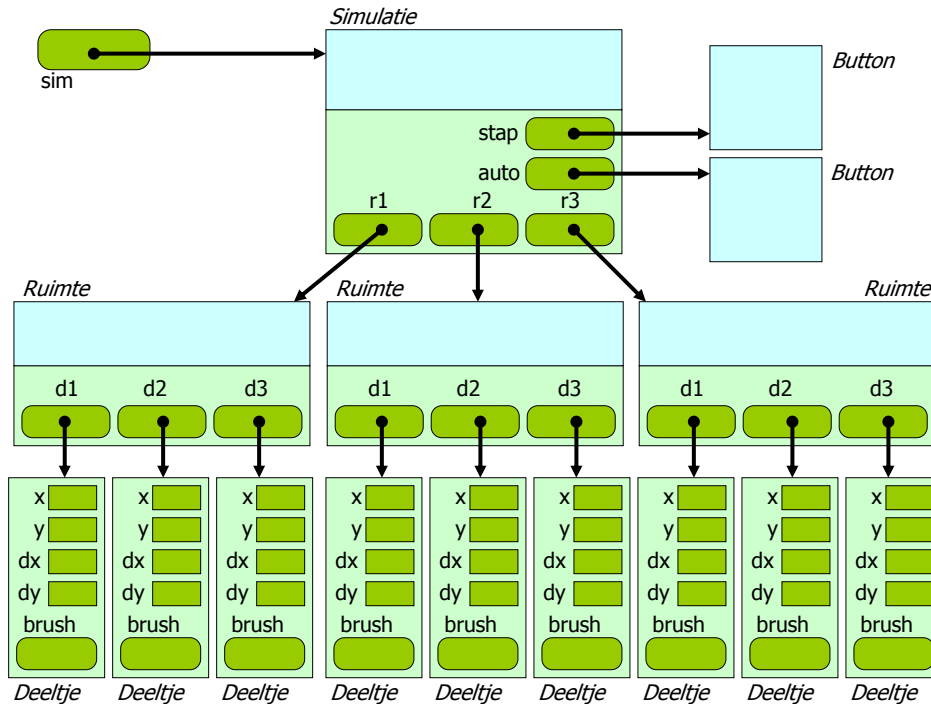 Simulatie
sim
Button
stap
auto
Button
r1 r2 r3
Ruimte Ruimte Ruimte
d1 d2 d3 d1 d2 d3 d1 d2 d3
x x x x x x x x x
y y y y y y y y y
dx dx dx dx dx dx dx dx dx
dy dy dy dy dy dy dy dy dy
brush brush brush brush brush brush brush brush brush
Deeltje Deeltje Deeltje Deeltje Deeltje Deeltje Deeltje Deeltje Deeltje